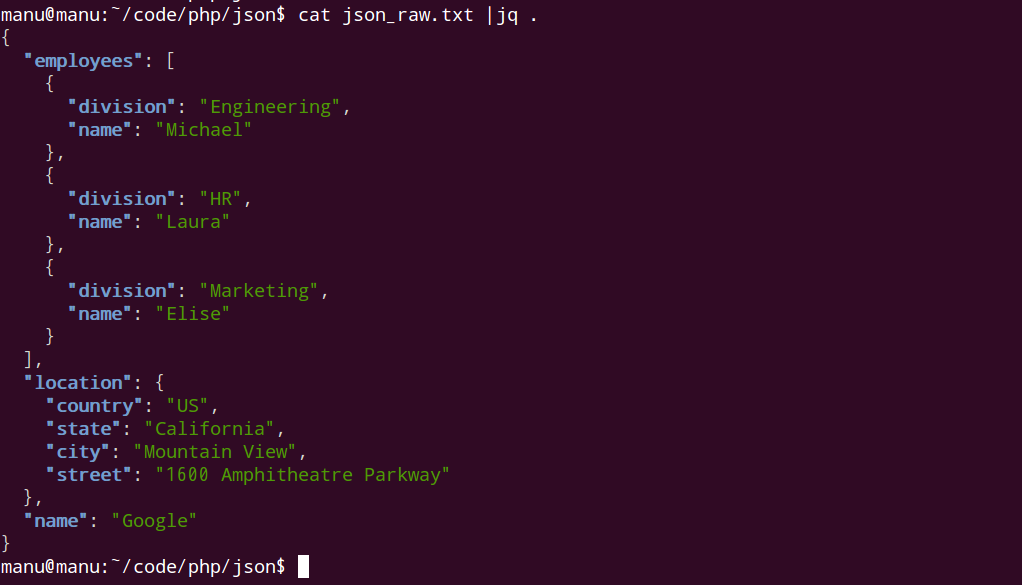 manu@manu:~/code/php/json$ cat json_raw.txt |jq .
{
  "employees": [
    {
      "division": "Engineering",
      "name": "Michael"
    },
    {
      "division": "HR",
      "name": "Laura"
    },
    {
      "division": "Marketing",
      "name": "Elise"
    }
  ],
  "location": {
    "country": "US",
    "state": "California",
    "city": "Mountain View",
    "street": "1600 Amphitheatre Parkway"
  },
  "name": "Google"
}
manu@manu:~/code/php/json$